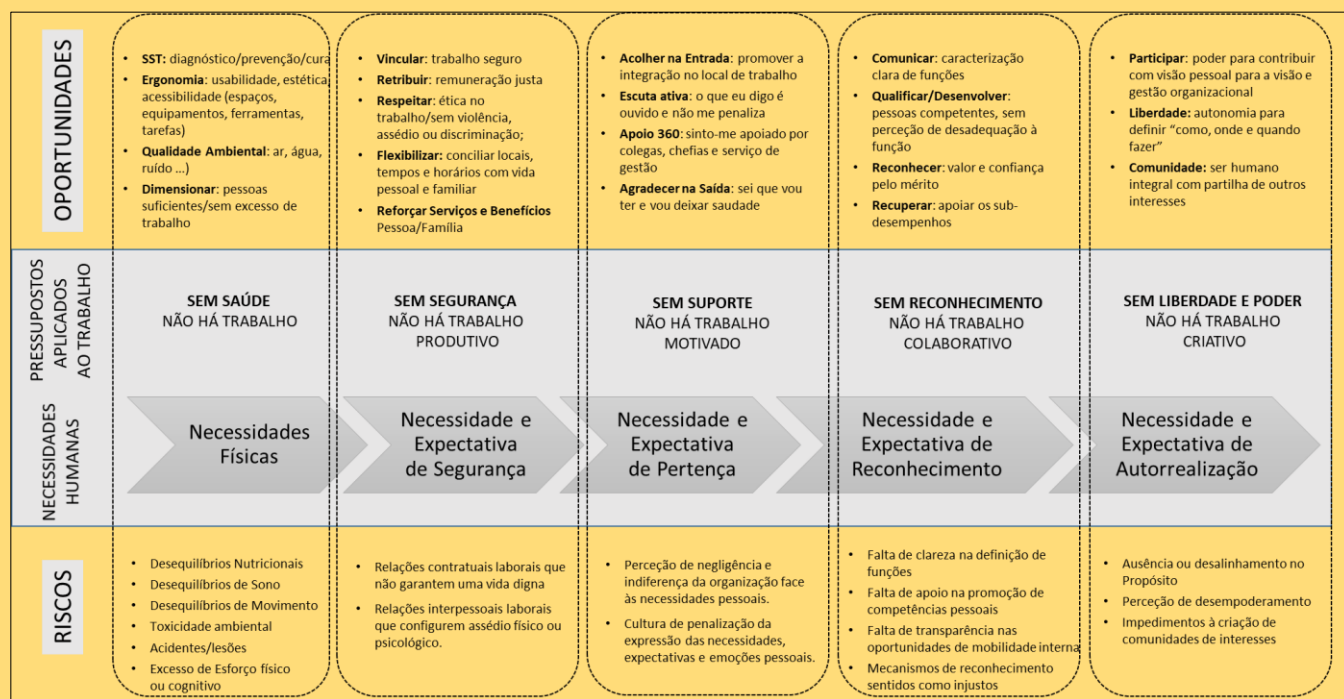 OPORTUNIDADES
• SST: diagnóstico/prevenção/cura
• Ergonomia: usabilidade, estética
acessibilidade (espaços,
equipamentos, ferramentas,
tarefas)
• Qualidade Ambiental: ar, água,
ruído ...)
• Dimensionar: pessoas
suficientes/sem excesso de
trabalho
• Vincular: trabalho seguro
• Retribuir: remuneração justa
• Respeitar: ética no
trabalho/sem violência,
assédio ou discriminação;
• Flexibilizar: conciliar locais,
tempos e horários com vida
pessoal e familiar
• Reforçar Serviços e Benefícios
Pessoa/Família
• Acolher na Entrada: promover a
integração no local de trabalho
• Escuta ativa: o que eu digo é
ouvido e não me penaliza
• Apoio 360: sinto-me apoiado por
colegas, chefias e serviço de
gestão
• Agradecer na Saída: sei que vou
ter e vou deixar saudade
• Comunicar: caracterização
clara de funções
• Qualificar/Desenvolver:
pessoas competentes, sem
perceção de desadequação à
função
• Reconhecer: valor e confiança
pelo mérito
• Recuperar: apoiar os sub-
desempenhos
• Participar: poder para contribuir
com visão pessoal para a visão e
gestão organizacional
• Liberdade: autonomia para
definir “como, onde e quando
fazer”
• Comunidade: ser humano
integral com partilha de outros
interesses
PRESSUPOSTOS
APLICADOS
AO TRABALHO
SEM SAÚDE
NÃO HÁ TRABALHO
SEM SEGURANÇA
NÃO HÁ TRABALHO
PRODUTIVO
SEM SUPORTE
NÃO HÁ TRABALHO
MOTIVADO
SEM RECONHECIMENTO
NÃO HÁ TRABALHO
COLABORATIVO
SEM LIBERDADE E PODER
NÃO HÁ TRABALHO
CRIATIVO
NECESSIDADES
HUMANAS
Necessidades
Físicas
Necessidade e
Expectativa
de Segurança
Necessidade e
Expectativa
de Pertença
Necessidade e
Expectativa de
Reconhecimento
Necessidade e
Expectativa de
Autorrealização
RISCOS
• Desequilíbrios Nutricionais
• Desequilíbrios de Sono
• Desequilíbrios de Movimento
• Toxicidade ambiental
• Acidentes/lesões
• Excesso de Esforço físico
ou cognitivo
• Relações contratuais laborais que
não garantem uma vida digna
• Relações interpessoais laborais
que configurem assédio físico ou
psicológico.
• Perceção de negligência e
indiferença da organização face
às necessidades pessoais.
• Cultura de penalização da
expressão das necessidades,
expectativas e emoções pessoais.
• Falta de clareza na definição de
funções
• Falta de apoio na promoção de
competências pessoais
• Falta de transparência nas
oportunidades de mobilidade interna
• Mecanismos de reconhecimento
sentidos como injustos
• Ausência ou desalinhamento no
Propósito
• Perceção de desempoderamento
• Impedimentos à criação de
comunidades de interesses